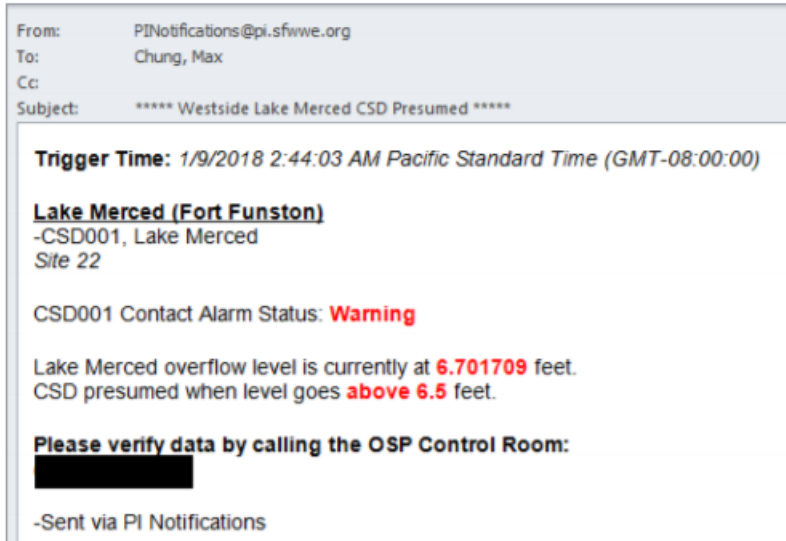 From: PINotifications@pi.sfwwe.org
To: Chung, Max
Cc:
Subject: ***** Westside Lake Merced CSD Presumed *****
Trigger Time: 1/9/2018 2:44:03 AM Pacific Standard Time (GMT-08:00:00)
Lake Merced (Fort Funston)
-CSD001, Lake Merced
Site 22
CSD001 Contact Alarm Status: Warning
Lake Merced overflow level is currently at 6.701709 feet.
CSD presumed when level goes above 6.5 feet.
Please verify data by calling the OSP Control Room:
-Sent via PI Notifications